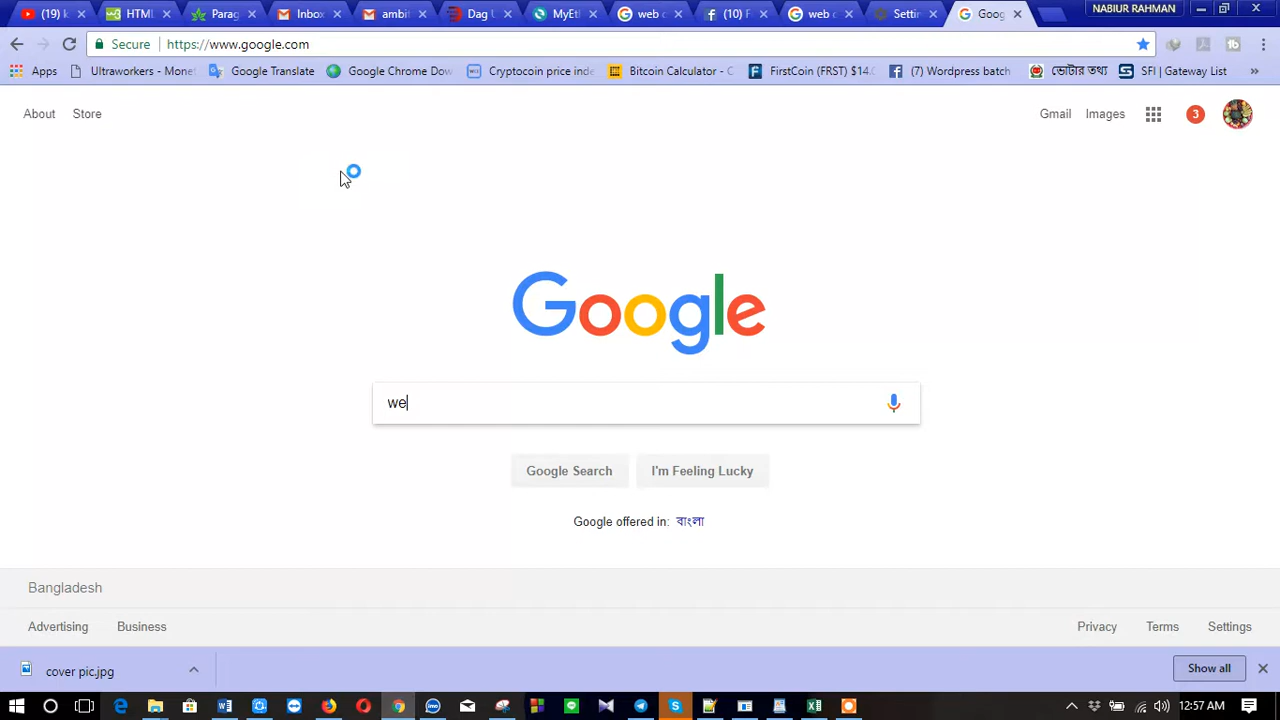 NABIUR RAHMAN
(19) k HTML Parag Inbox ambit Dag U MyEtl web c (10) F web c Settin Goog
Secure https://www.google.com
Apps Ultraworkers - Mone Google Translate Google Chroma Dow Cryptocoin price inde Bitcoin Calculator - C FirstCoin (FRST) $14. (7) Wordpress batch ভোটার তথ্য SFI | Gateway List »
About Store Gmail Images 3
Google
we
Google Search I'm Feeling Lucky
Google offered in: বাংলা
Bangladesh
Advertising Business Privacy Terms Settings
cover pic.jpg Show all
12:57 AM